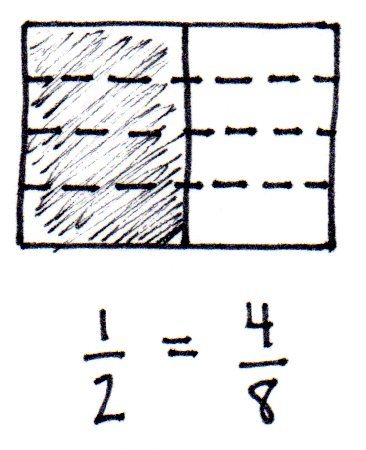 1/2 = 4/8